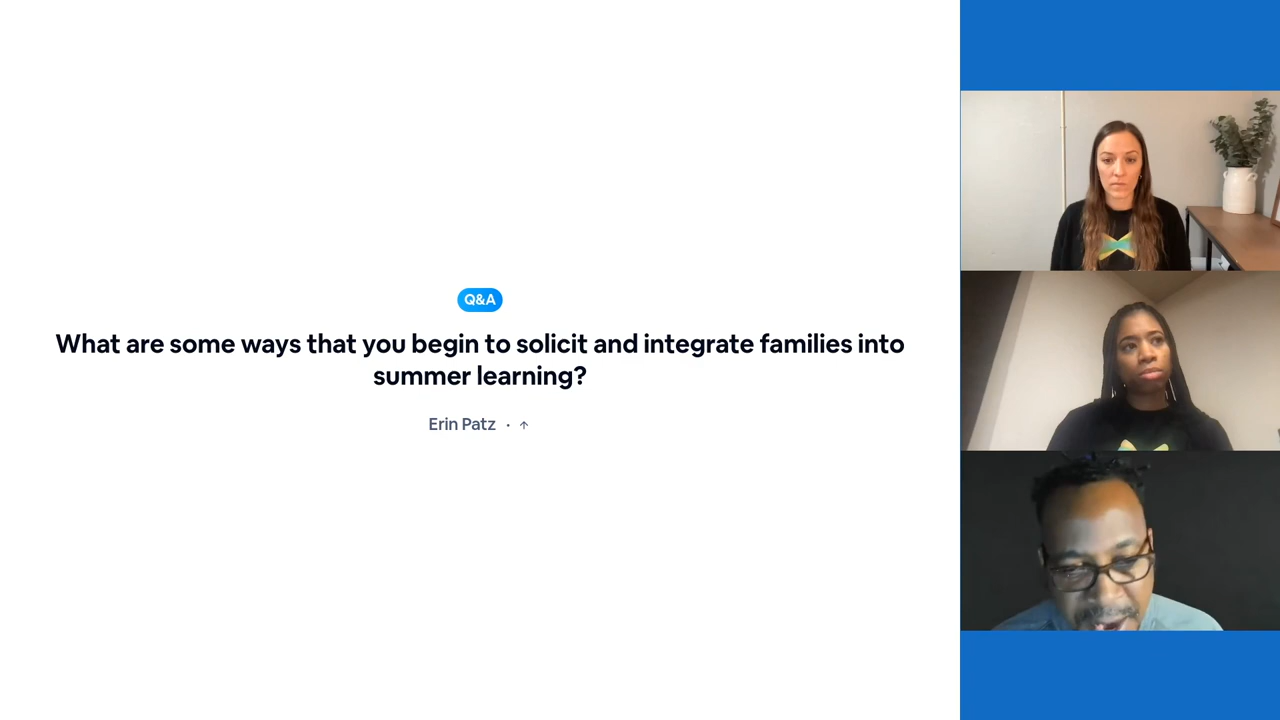 Q&A
What are some ways that you begin to solicit and integrate families into
summer learning?
Erin Patz · ↑